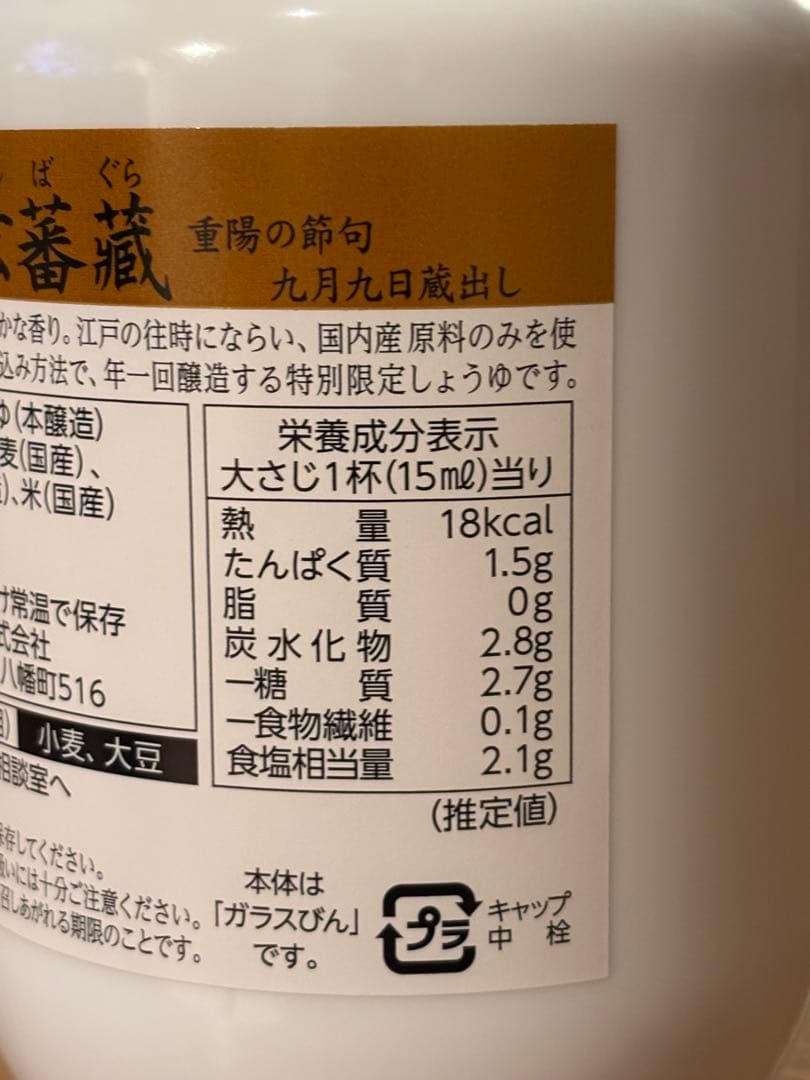 ば ぐら
蕃藏
重陽の節句
九月九日蔵出し
かな香り。江戸の往時にならい、国内産原料のみを使
込み方法で、年一回醸造する特別限定しょうゆです。
ゆ(本醸造)
麦(国産)、
)、米(国産)
け常温で保存
式会社
八幡町516
小麦、大豆
相談室へ
保存してください。
扱いには十分ご注意ください。
召しあがれる期限のことです。
栄養成分表示
大さじ1杯(15㎖)当り
熱量 18kcal
たんぱく質 1.5g
脂質 0g
炭水化物 2.8g
―糖質 2.7g
―食物繊維 0.1g
食塩相当量 2.1g
(推定値)
本体は
「ガラスびん」
です。
プラ
キャップ
中栓